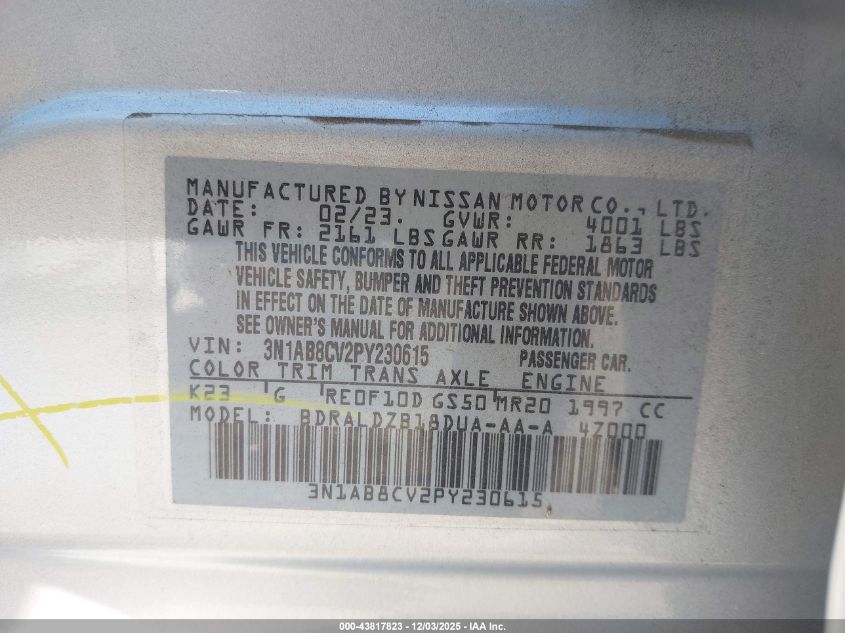 MANUFACTURED BY NISSAN MOTOR CO., LTD.
DATE: 02/23. GVWR: 4001 LBS
GAWR FR: 2161 LBS GAWR RR: 1863 LBS
THIS VEHICLE CONFORMS TO ALL APPLICABLE FEDERAL MOTOR
VEHICLE SAFETY, BUMPER AND THEFT PREVENTION STANDARDS
IN EFFECT ON THE DATE OF MANUFACTURE SHOWN ABOVE.
SEE OWNER'S MANUAL FOR ADDITIONAL INFORMATION.
VIN: 3N1AB8CV2PY230615 PASSENGER CAR.
COLOR TRIM TRANS AXLE ENGINE
K23 G RE0F10D GS50 MR20 1997 CC
MODEL: BDRALDZB18DUA-AA-A 4Z000
3N1AB8CV2PY230615
000-43817823 - 12/03/2025 - IAA Inc.